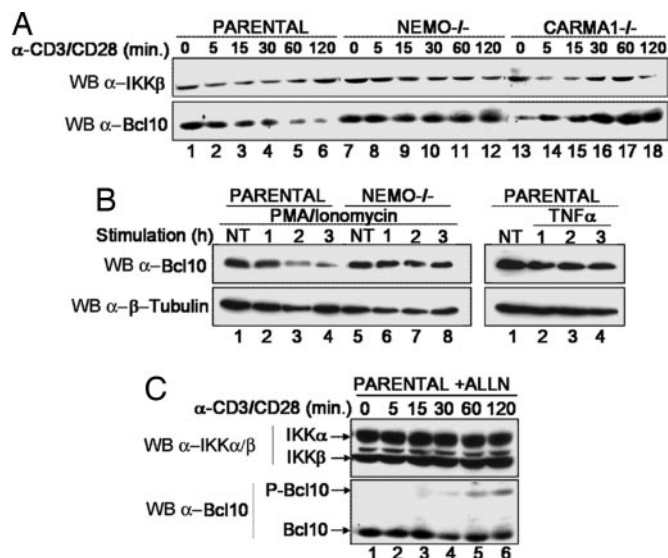 A
PARENTAL NEMO-/- CARMA1-/-
α-CD3/CD28 (min.) 0 5 15 30 60 120 0 5 15 30 60 120 0 5 15 30 60 120
WB α-IKKβ
WB α-Bcl10
1 2 3 4 5 6 7 8 9 10 11 12 13 14 15 16 17 18
B
PARENTAL NEMO-/- PARENTAL
PMA/Ionomycin TNFα
Stimulation (h) NT 1 2 3 NT 1 2 3 NT 1 2 3
WB α-Bcl10
WB α-β-Tubulin
1 2 3 4 5 6 7 8 1 2 3 4
C
PARENTAL +ALLN
α-CD3/CD28 (min.) 0 5 15 30 60 120
WB α-IKKα/β IKKα
IKKβ
P-Bcl10
WB α-Bcl10
Bcl10
1 2 3 4 5 6